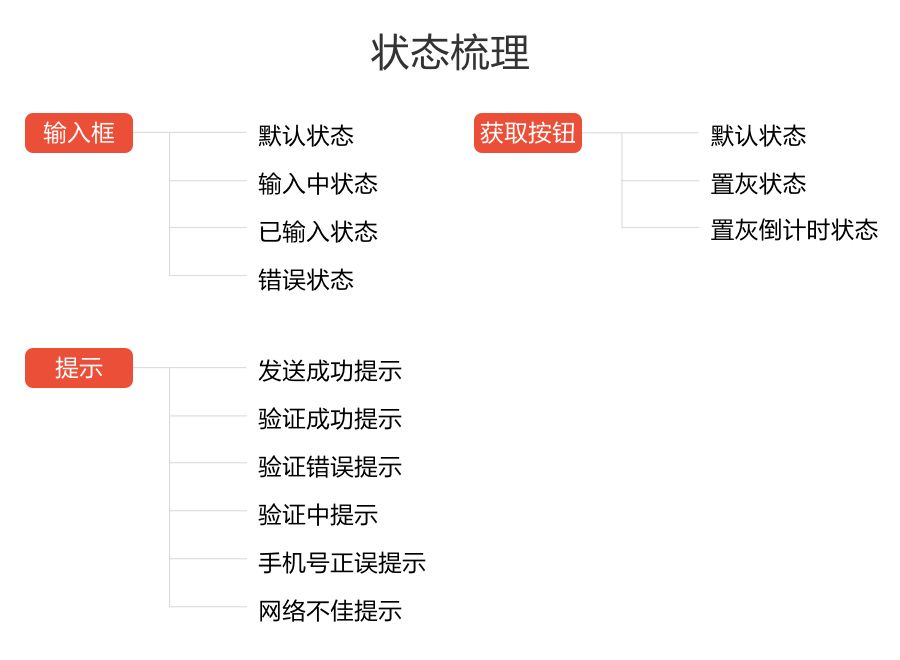 状态梳理
输入框
默认状态
输入中状态
已输入状态
错误状态
获取按钮
默认状态
置灰状态
置灰倒计时状态
提示
发送成功提示
验证成功提示
验证错误提示
验证中提示
手机号正误提示
网络不佳提示